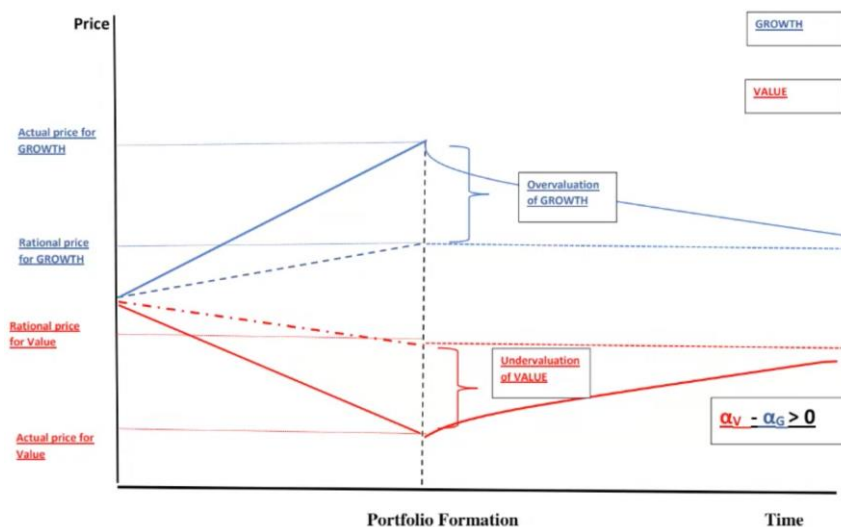 Price
GROWTH
VALUE
Actual price for
GROWTH
Overvaluation
of GROWTH
Rational price
for GROWTH
Rational price
for Value
Undervaluation
of VALUE
αV - αG > 0
Actual price for
Value
Portfolio Formation
Time